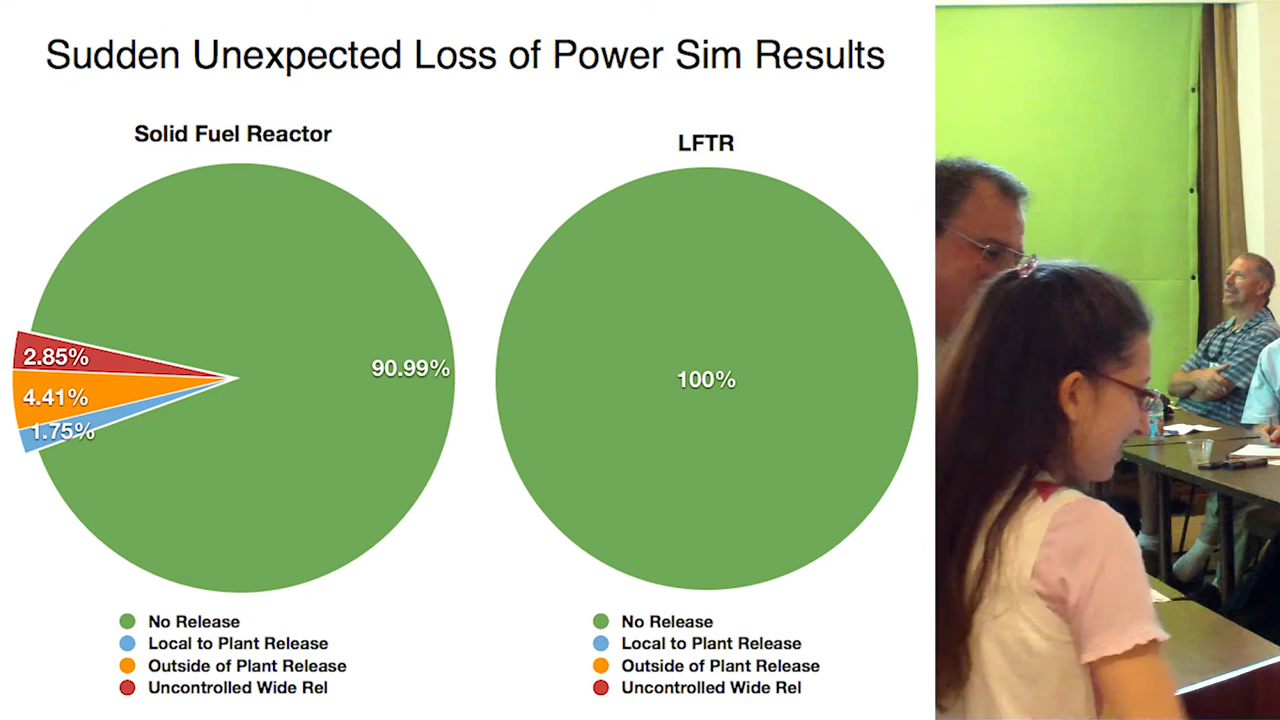 Sudden Unexpected Loss of Power Sim Results
Solid Fuel Reactor
2.85%
4.41%
1.75%
90.99%
No Release
Local to Plant Release
Outside of Plant Release
Uncontrolled Wide Rel
LFTR
100%
No Release
Local to Plant Release
Outside of Plant Release
Uncontrolled Wide Rel